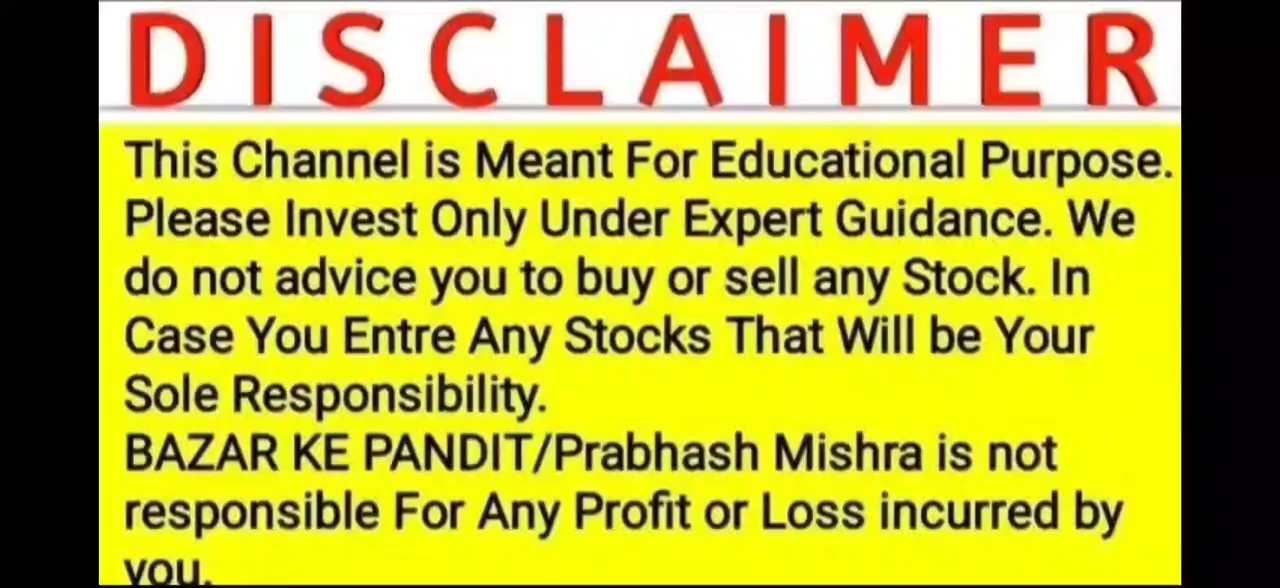 DISCLAIMER
This Channel is Meant For Educational Purpose.
Please Invest Only Under Expert Guidance. We
do not advice you to buy or sell any Stock. In
Case You Entre Any Stocks That Will be Your
Sole Responsibility.
BAZAR KE PANDIT/Prabhash Mishra is not
responsible For Any Profit or Loss incurred by
you.